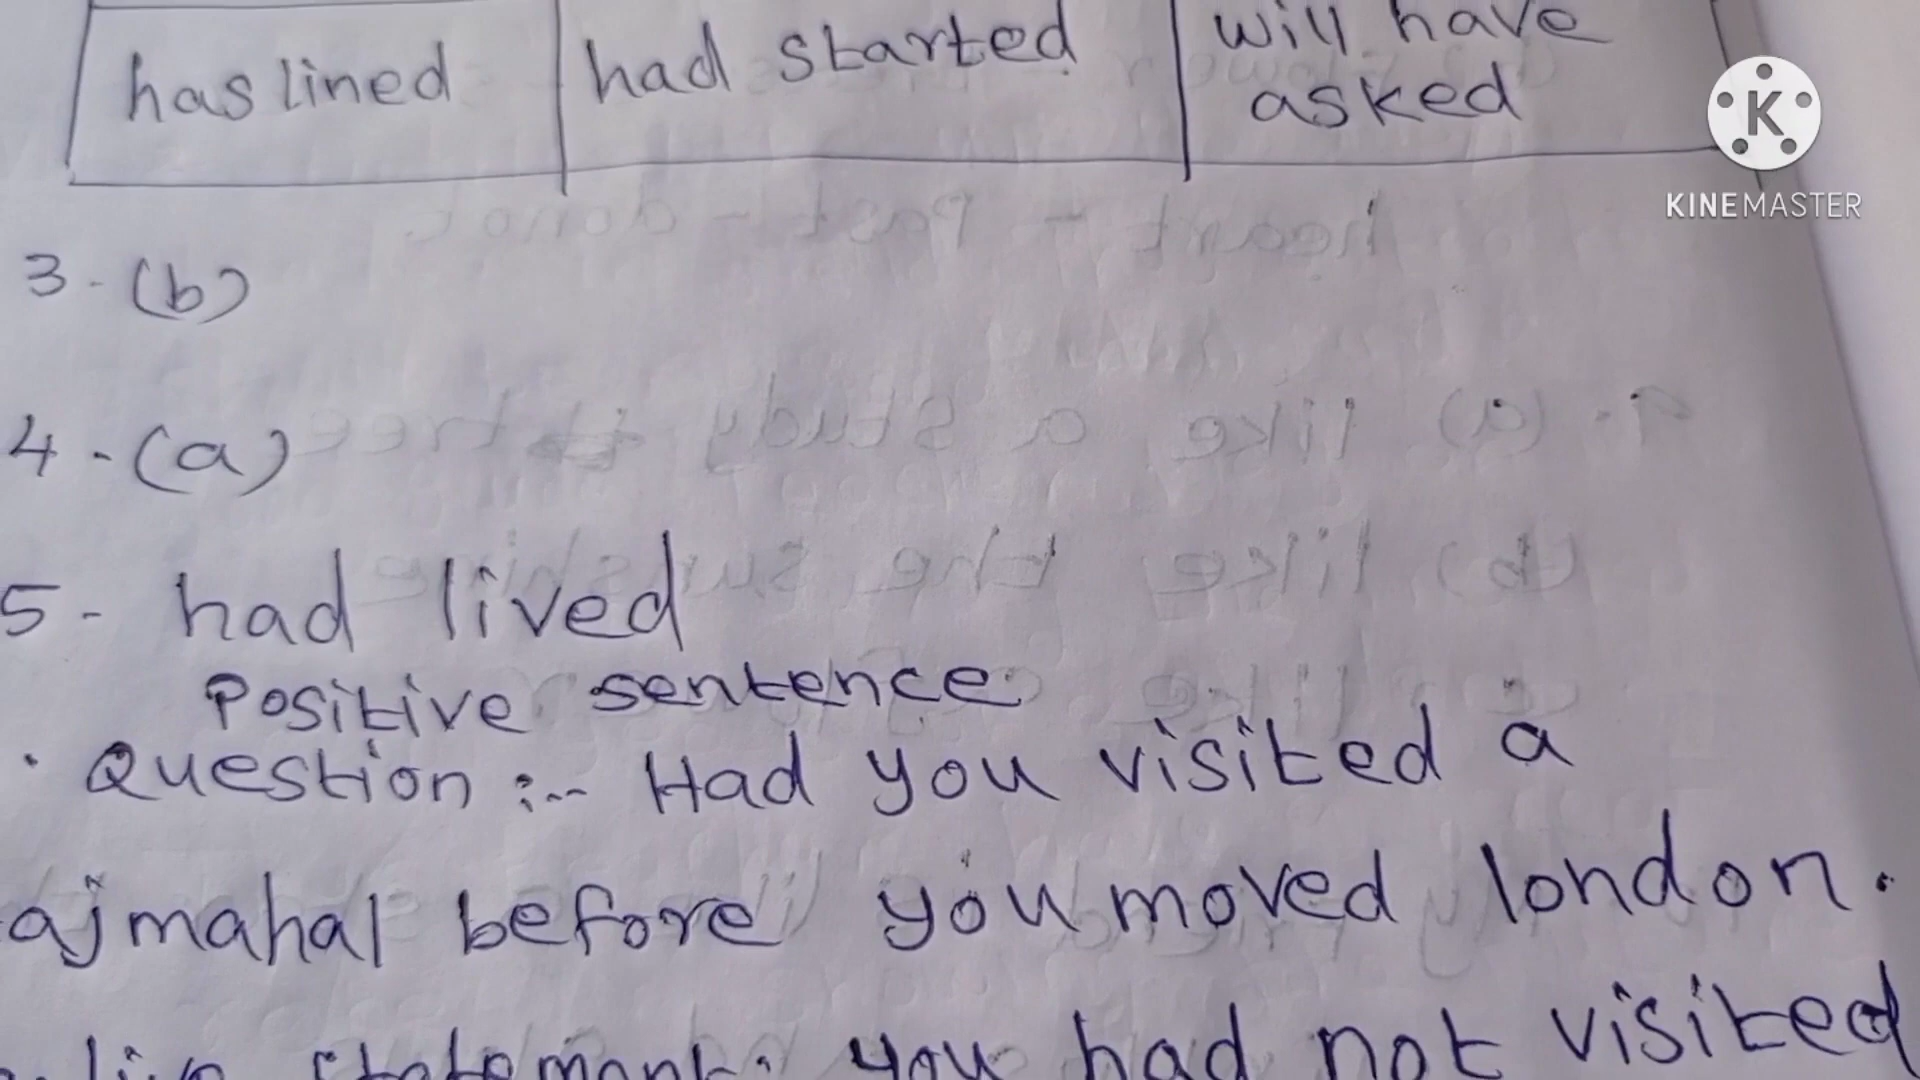 has lined had started will have
asked
KINEMASTER
3 - (b)
4 - (a)
5 - had lived
Positive sentence
. Question :-- Had you visited a
ajmahal before you moved london.
statement: you had not visited